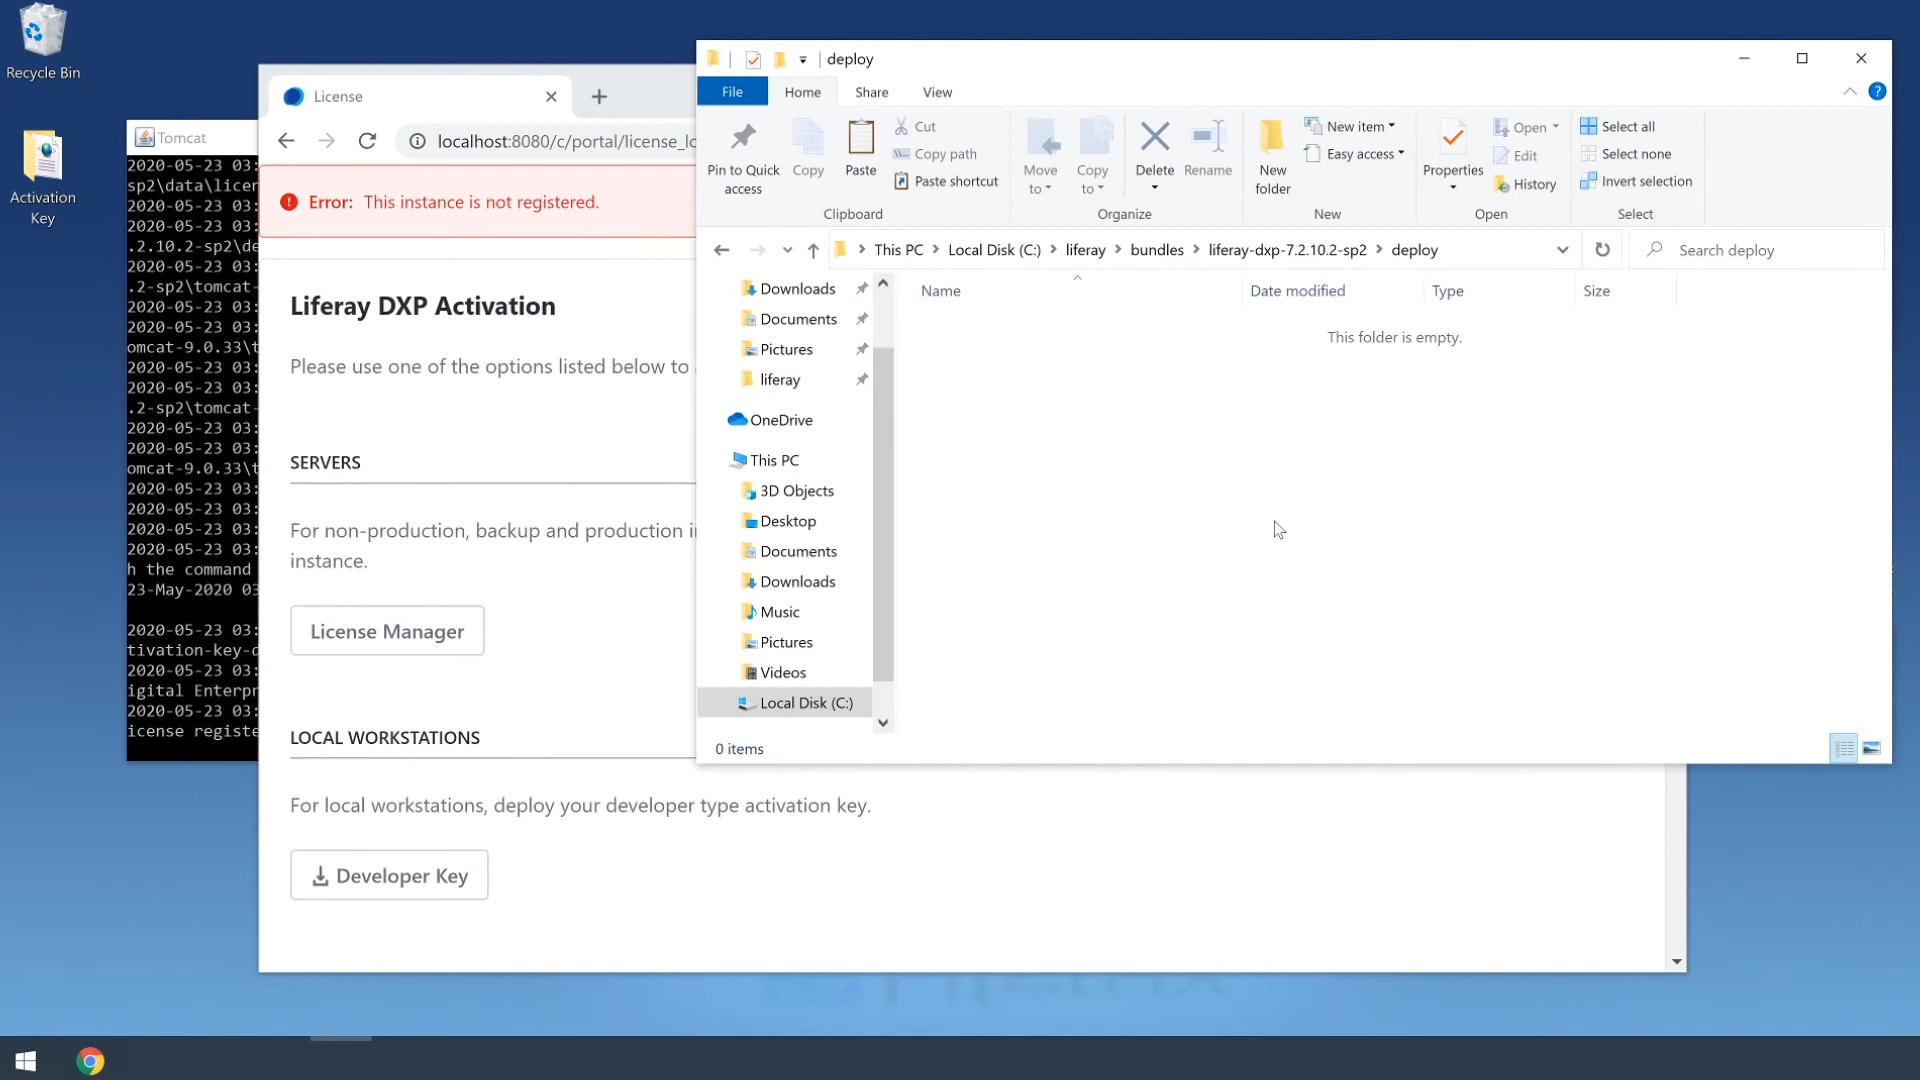 Recycle Bin
Activation
Key
Tomcat
2020-05-23 03:
sp2\data\licen
2020-05-23 03:
2020-05-23 03:
.2.10.2-sp2\de
2020-05-23 03:
.2-sp2\tomcat-
2020-05-23 03:
2020-05-23 03:
omcat-9.0.33\t
2020-05-23 03:
2020-05-23 03:
.2-sp2\tomcat-
2020-05-23 03:
2020-05-23 03:
omcat-9.0.33\t
2020-05-23 03:
2020-05-23 03:
2020-05-23 03:
2020-05-23 03:
h the command
23-May-2020 03
2020-05-23 03:
tivation-key-d
2020-05-23 03:
igital Enterpr
2020-05-23 03:
icense registe
License
localhost:8080/c/portal/license_lo
Error: This instance is not registered.
Liferay DXP Activation
Please use one of the options listed below to
SERVERS
For non-production, backup and production i
instance.
License Manager
LOCAL WORKSTATIONS
For local workstations, deploy your developer type activation key.
Developer Key
deploy
File Home Share View
Pin to Quick
access
Copy
Paste
Cut
Copy path
Paste shortcut
Clipboard
Move
to
Copy
to
Delete
Rename
Organize
New
folder
New item
Easy access
New
Properties
Open
Edit
History
Open
Select all
Select none
Invert selection
Select
This PC Local Disk (C:) liferay bundles liferay-dxp-7.2.10.2-sp2 deploy
Search deploy
Downloads
Documents
Pictures
liferay
OneDrive
This PC
3D Objects
Desktop
Documents
Downloads
Music
Pictures
Videos
Local Disk (C:)
Name Date modified Type Size
This folder is empty.
0 items